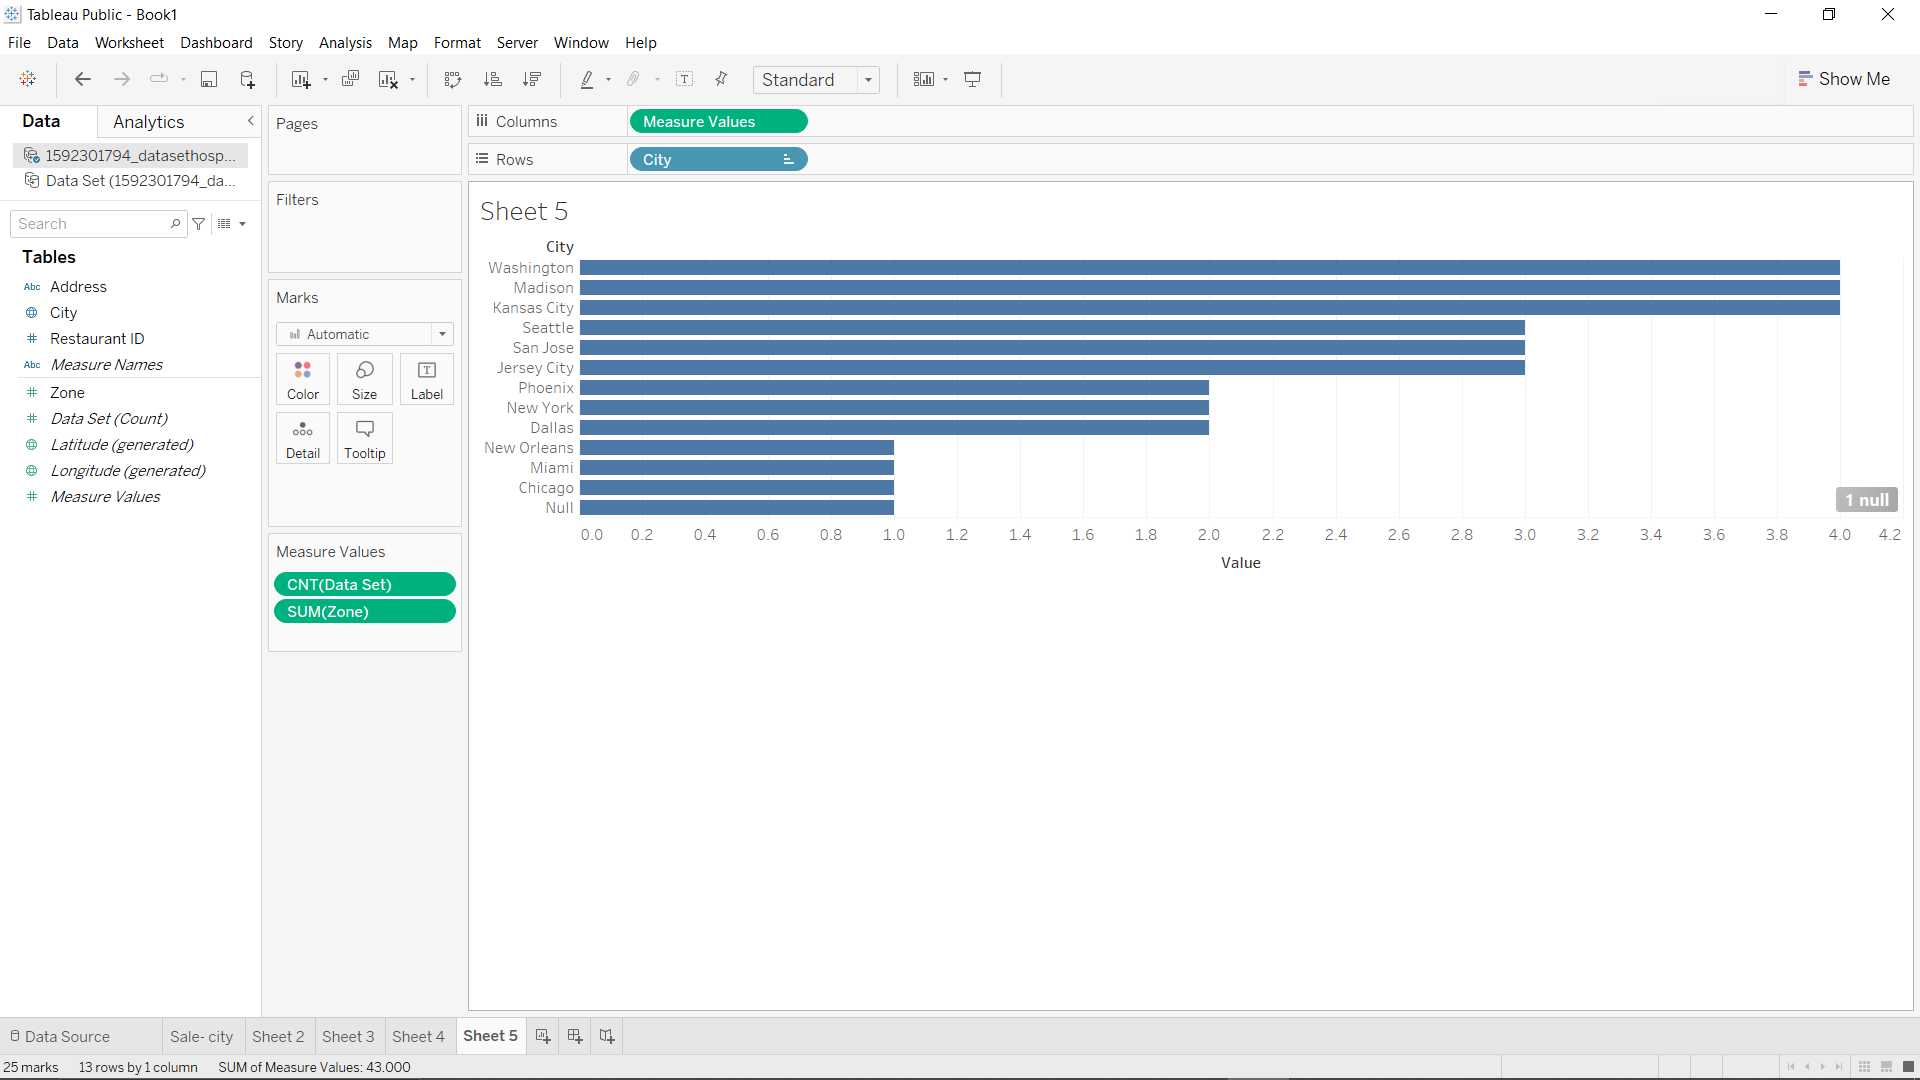 Tableau Public - Book1
File Data Worksheet Dashboard Story Analysis Map Format Server Window Help
Standard
Show Me
Data
Analytics
1592301794_datasethosp...
Data Set (1592301794_da...
Search
Tables
Abc Address
City
Restaurant ID
Abc Measure Names
Zone
Data Set (Count)
Latitude (generated)
Longitude (generated)
Measure Values
Pages
Filters
Marks
Automatic
Color
Size
Label
Detail
Tooltip
Measure Values
CNT(Data Set)
SUM(Zone)
Columns
Measure Values
Rows
City
Sheet 5
City
Washington
Madison
Kansas City
Seattle
San Jose
Jersey City
Phoenix
New York
Dallas
New Orleans
Miami
Chicago
Null
1 null
0.0 0.2 0.4 0.6 0.8 1.0 1.2 1.4 1.6 1.8 2.0 2.2 2.4 2.6 2.8 3.0 3.2 3.4 3.6 3.8 4.0 4.2
Value
Data Source
Sale- city
Sheet 2
Sheet 3
Sheet 4
Sheet 5
25 marks
13 rows by 1 column
SUM of Measure Values: 43.000